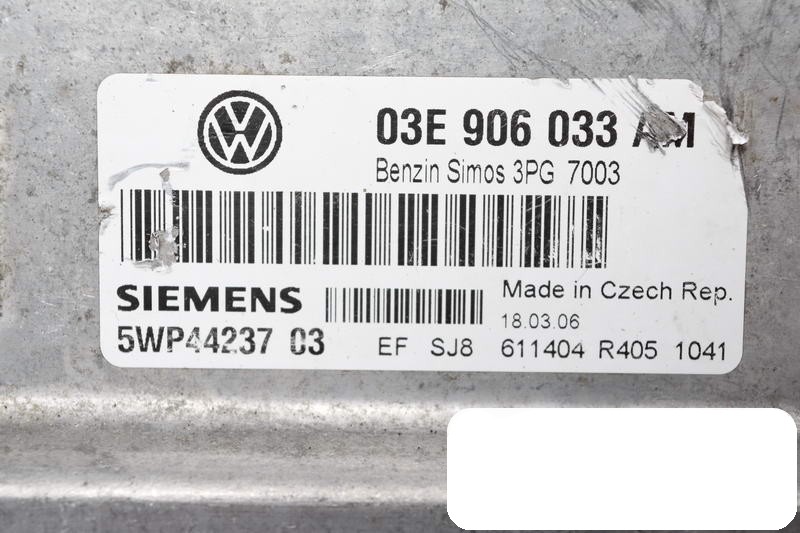 03E 906 033 AM
Benzin Simos 3PG 7003
SIEMENS
Made in Czech Rep.
18.03.06
5WP44237 03
EF SJ8 611404 R405 1041